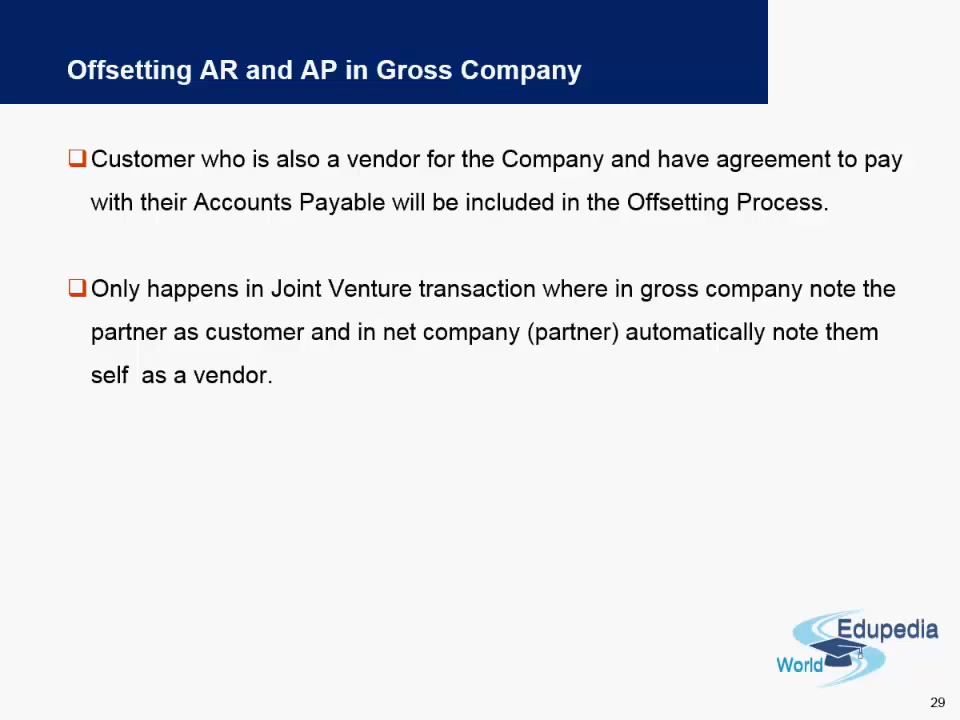 Offsetting AR and AP in Gross Company
Customer who is also a vendor for the Company and have agreement to pay
with their Accounts Payable will be included in the Offsetting Process.
Only happens in Joint Venture transaction where in gross company note the
partner as customer and in net company (partner) automatically note them
self as a vendor.
Edupedia
World
29